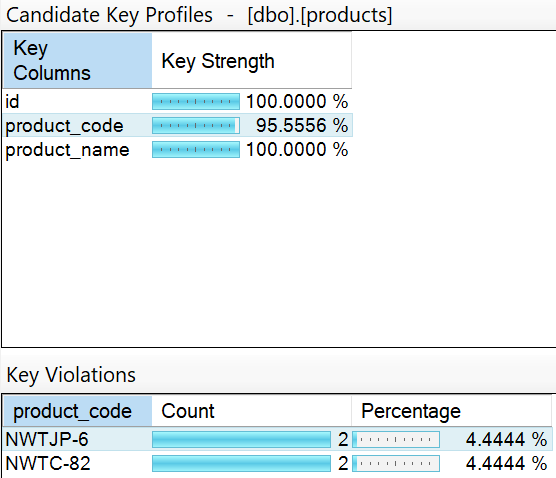 Candidate Key Profiles - [dbo].[products]
Key Columns Key Strength
id 100.0000 %
product_code 95.5556 %
product_name 100.0000 %
Key Violations
product_code Count Percentage
NWTJP-6 2 4.4444 %
NWTC-82 2 4.4444 %